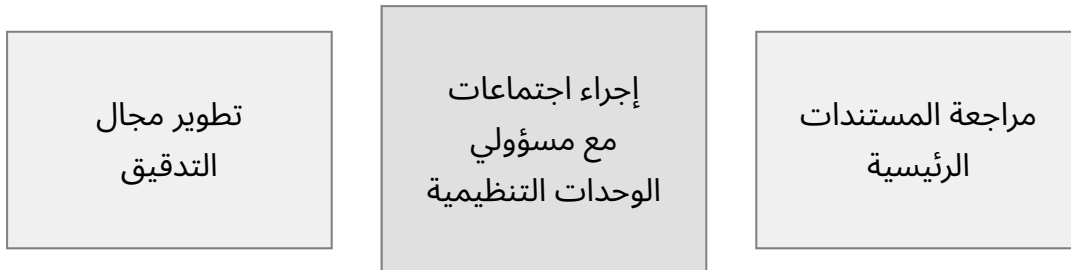 مراجعة المستندات
الرئيسية
إجراء اجتماعات
مع مسؤولي
الوحدات التنظيمية
تطوير مجال
التدقيق